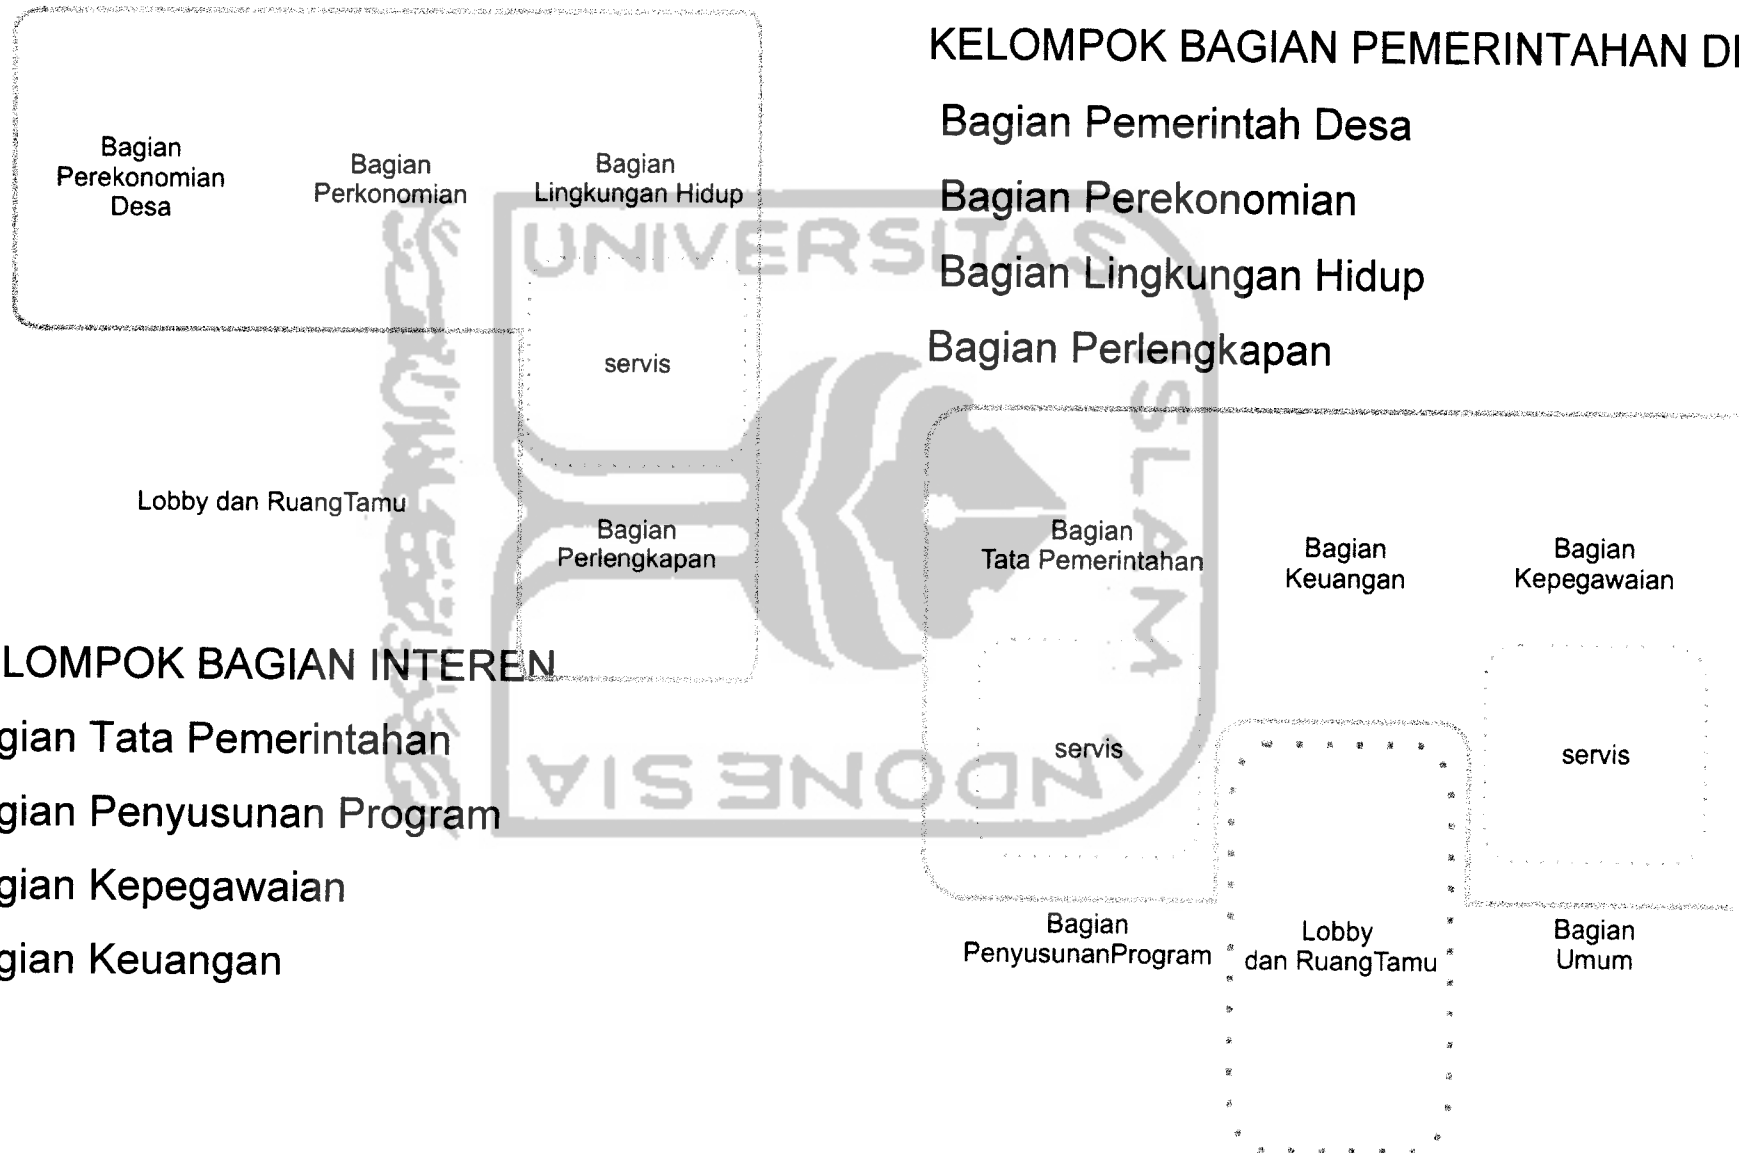 Bagian
Perekonomian
Desa
Bagian
Perkonomian
Bagian
Lingkungan Hidup
servis
Lobby dan RuangTamu
Bagian
Perlengkapan
KELOMPOK BAGIAN PEMERINTAHAN
Bagian Pemerintah Desa
Bagian Perekonomian
Bagian Lingkungan Hidup
Bagian Perlengkapan
LOMPOK BAGIAN INTEREN
gian Tata Pemerintahan
gian Penyusunan Program
gian Kepegawaian
gian Keuangan
Bagian
Tata Pemerintahan
Bagian
Keuangan
Bagian
Kepegawaian
servis
servis
Bagian
PenyusunanProgram
Lobby
dan RuangTamu
Bagian
Umum
UNIVERSITAS
ISLAM
INDONESIA